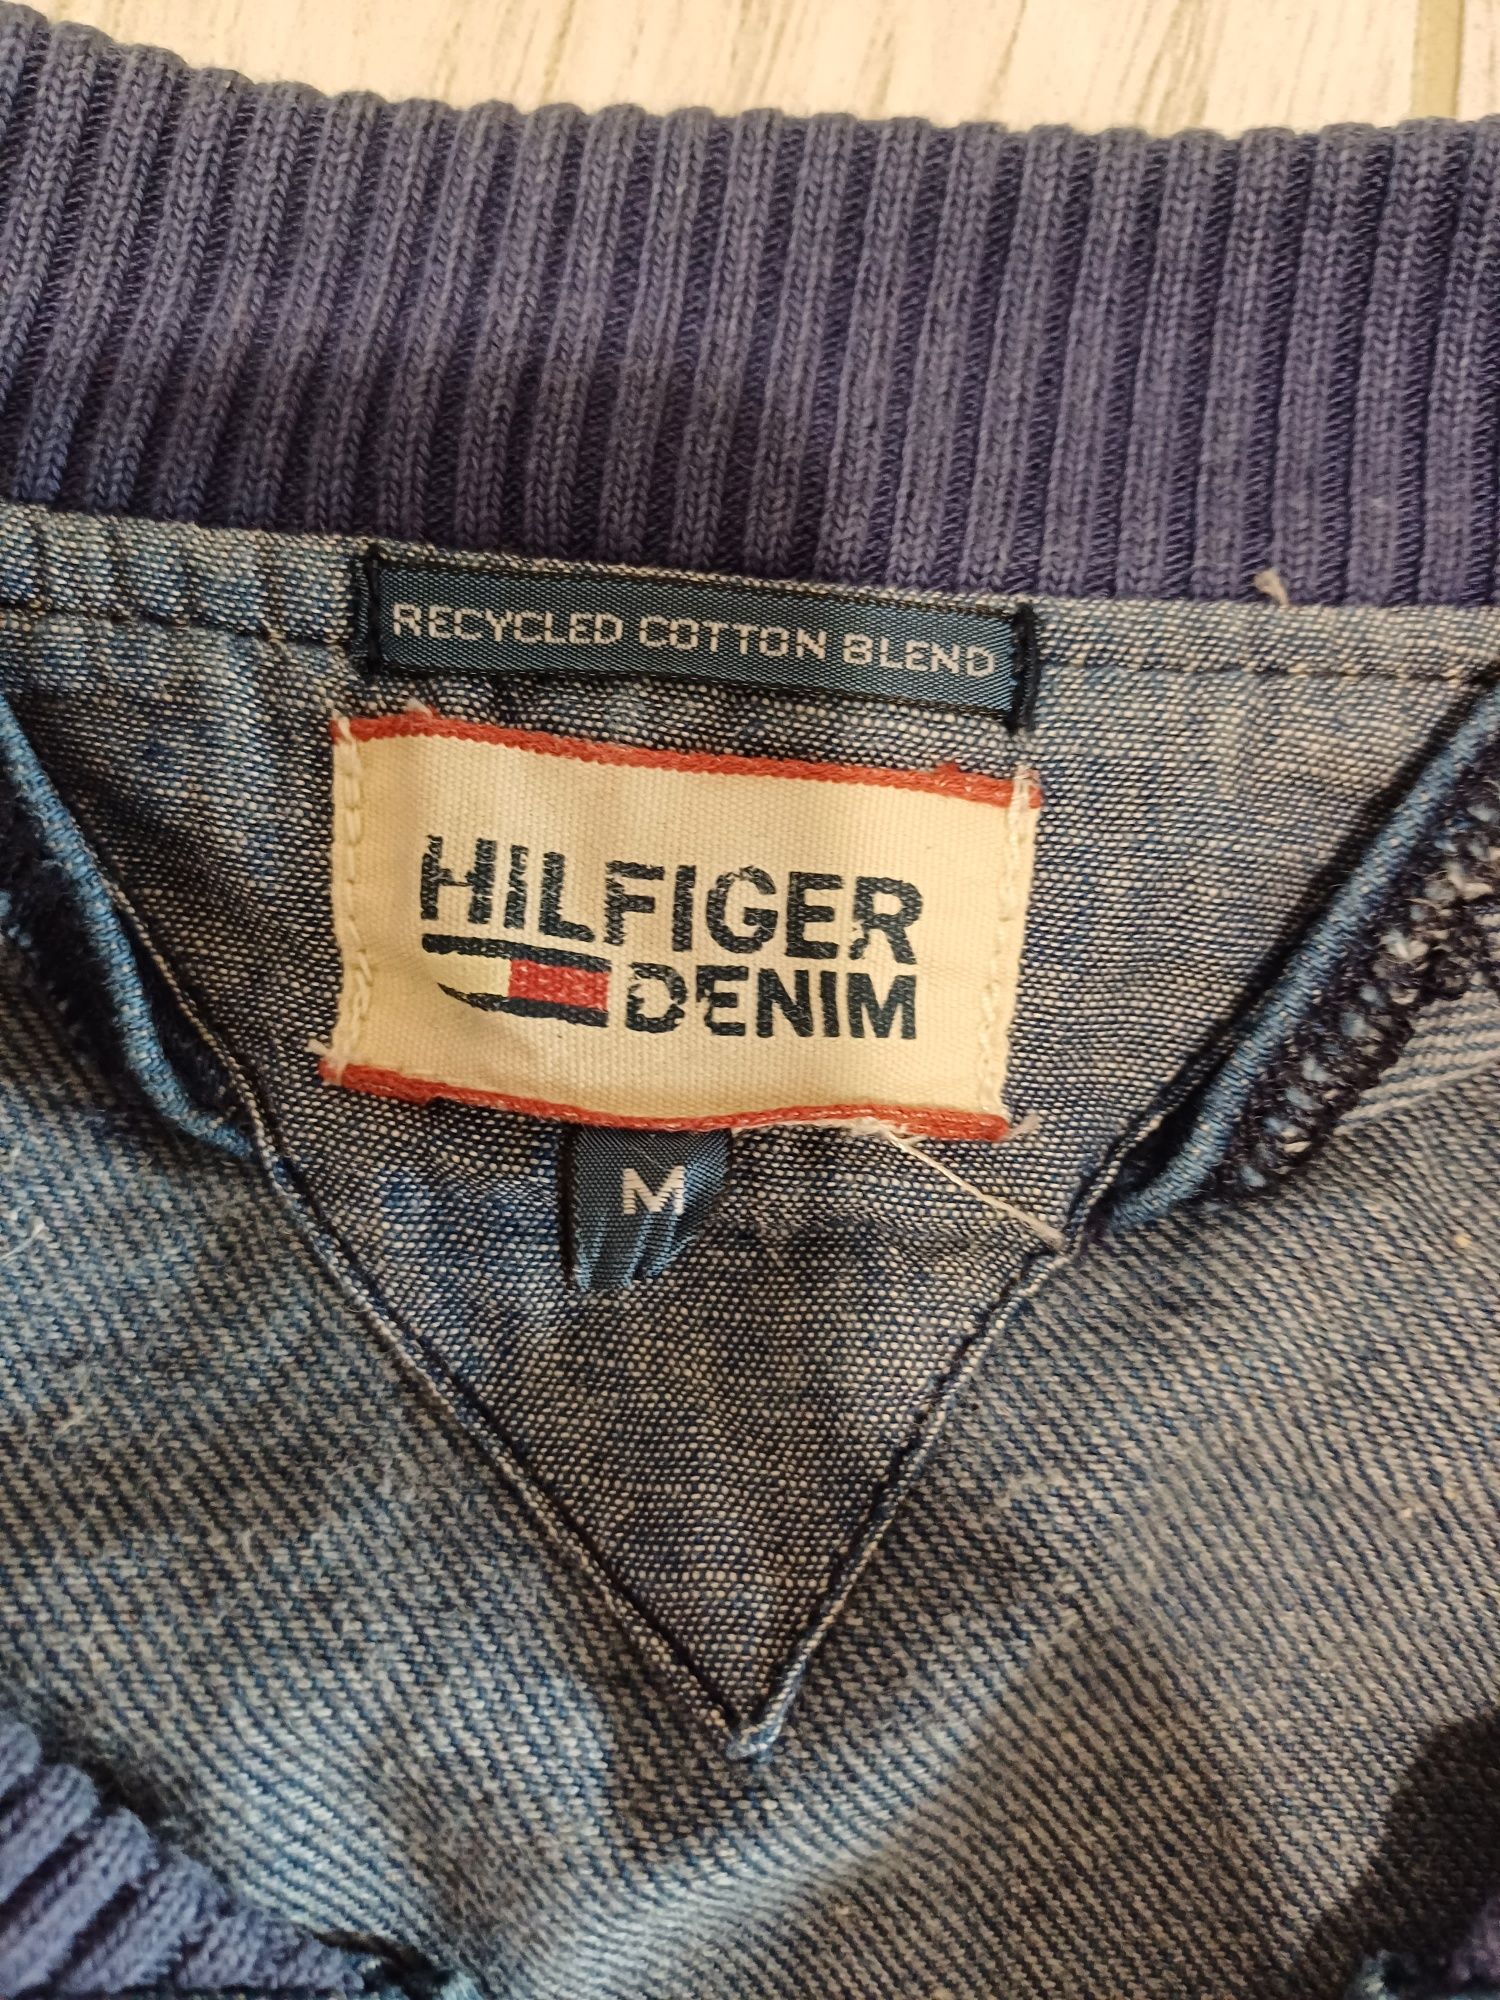 RECYCLED COTTON BLEND
HILFIGER
DENIM
M